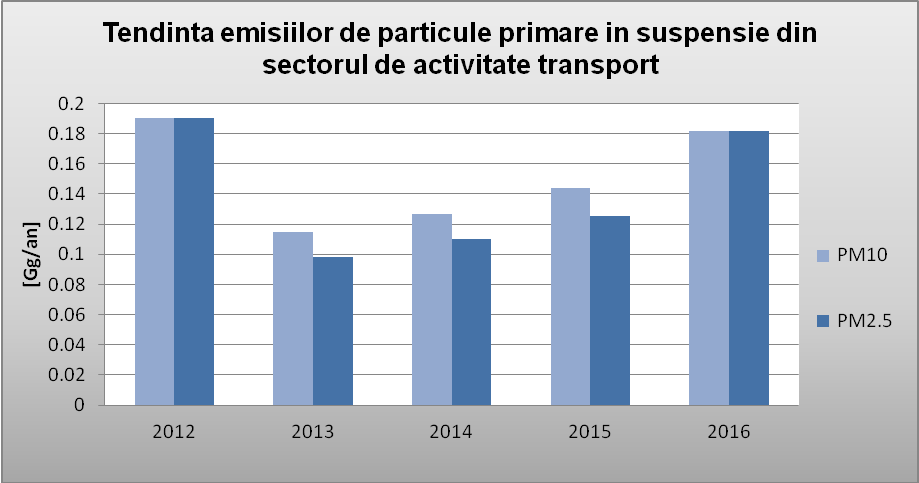 Tendinta emisiilor de particule primare in suspensie din
sectorul de activitate transport
[Gg/an]
0.2
0.18
0.16
0.14
0.12
0.1
0.08
0.06
0.04
0.02
0
2012 2013 2014 2015 2016
PM10
PM2.5